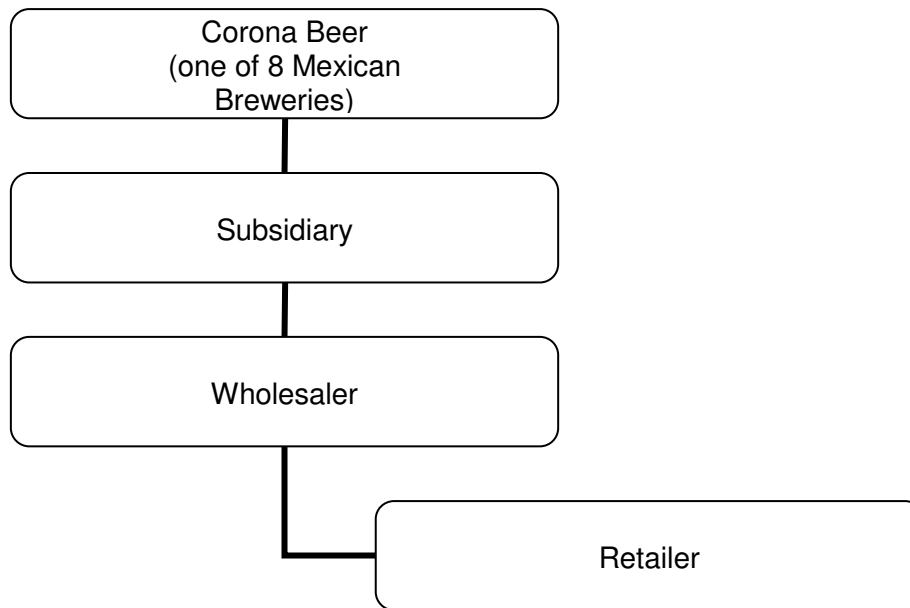 Corona Beer
(one of 8 Mexican
Breweries)
Subsidiary
Wholesaler
Retailer